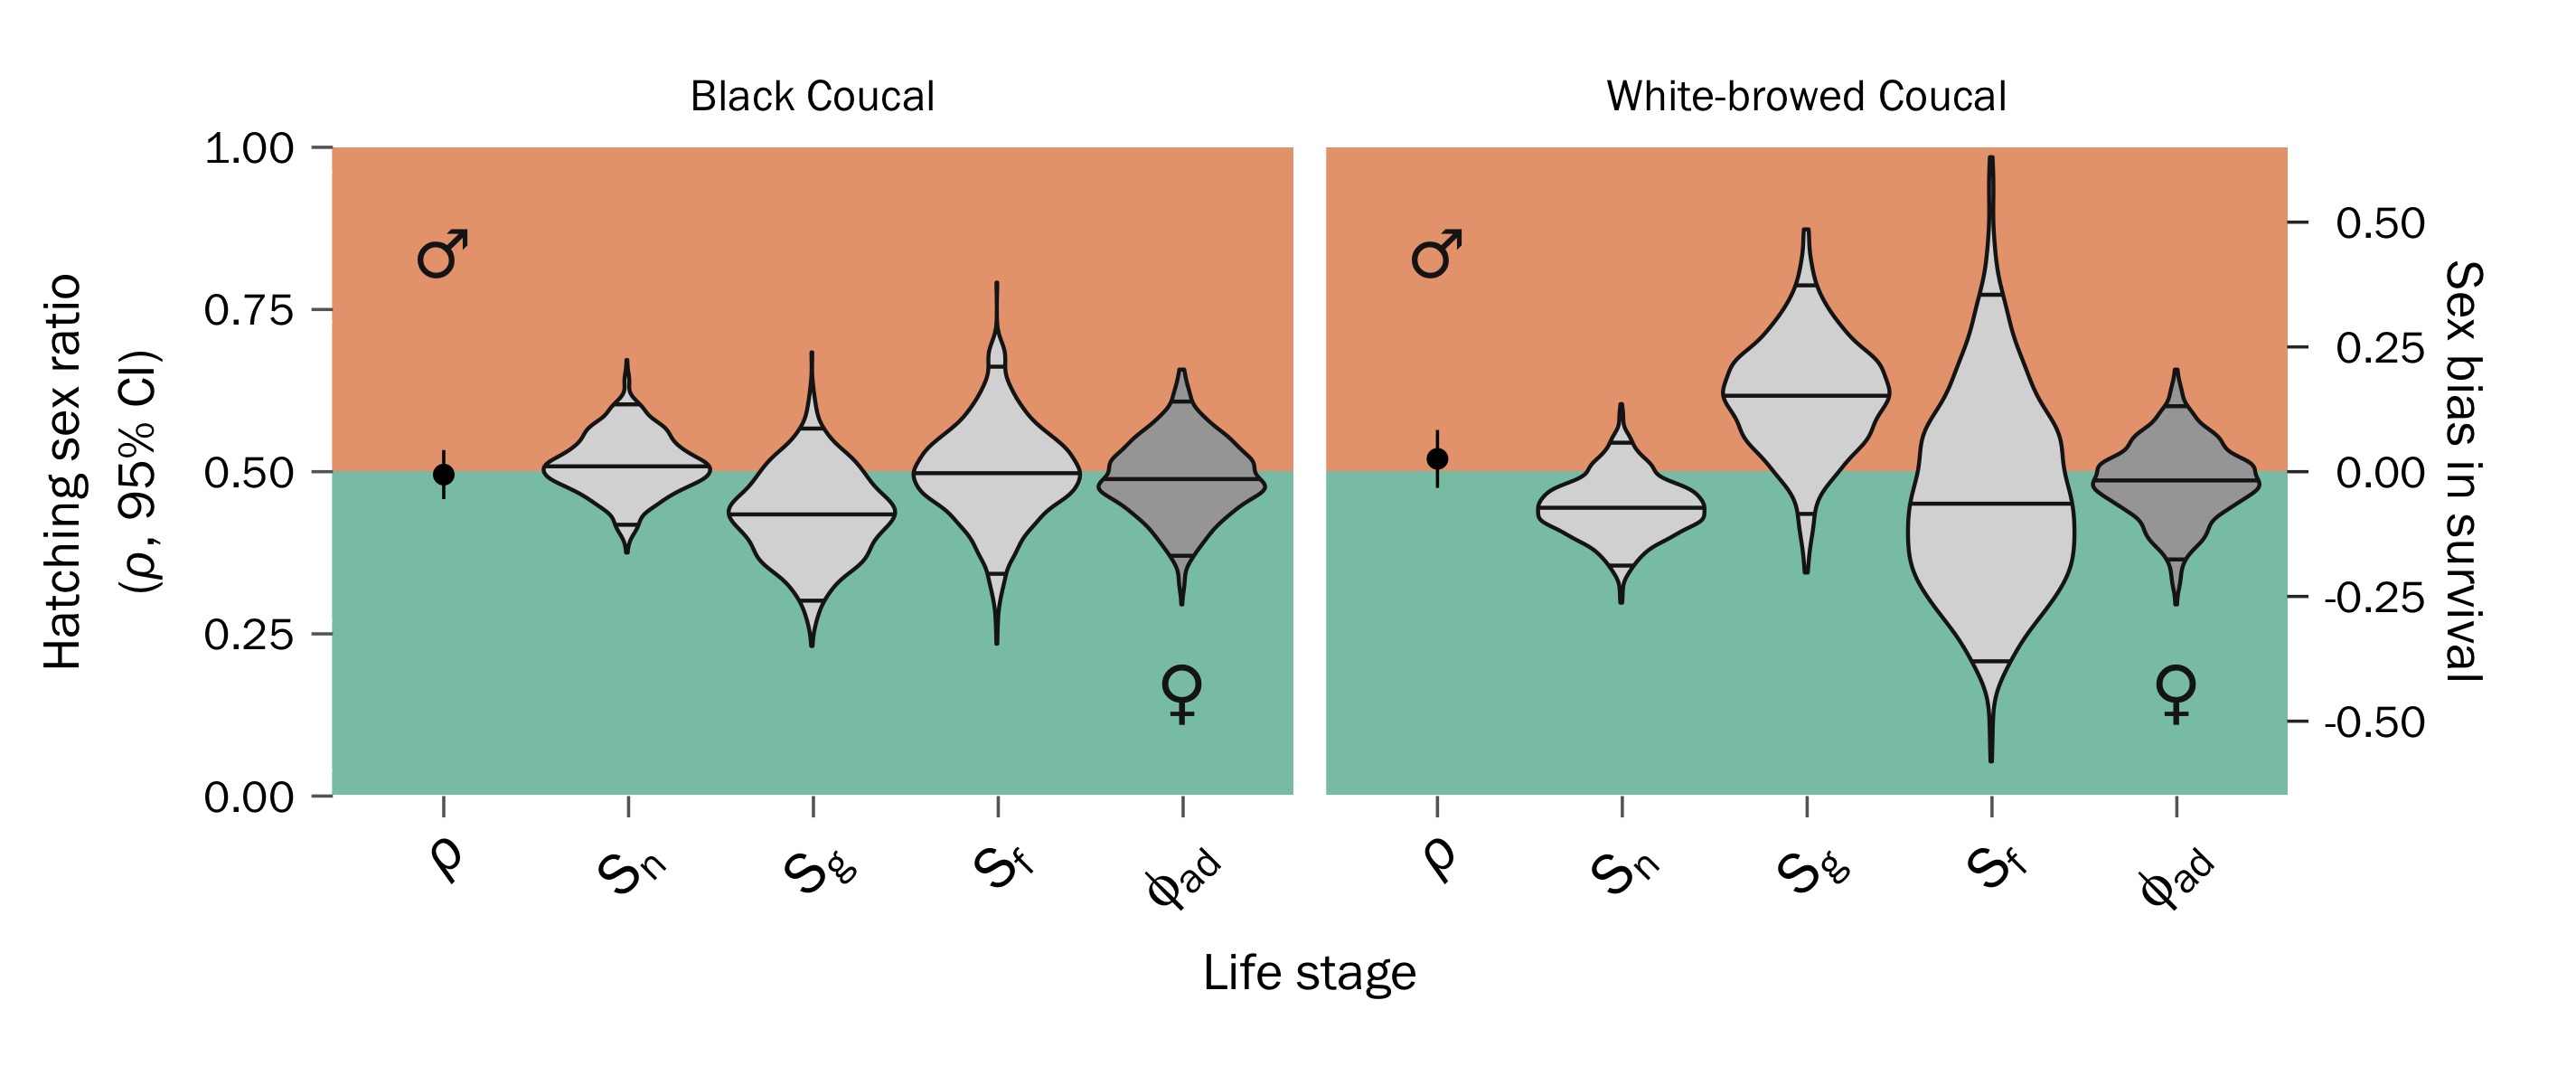 Black Coucal
White-browed Coucal
1.00
0.75
0.50
0.25
0.00
Hatching sex ratio
(ρ, 95% CI)
♂
♀
♂
♀
0.50
0.25
0.00
-0.25
-0.50
Sex bias in survival
ρ Sn Sg Sf ϕad
ρ Sn Sg Sf ϕad
Life stage